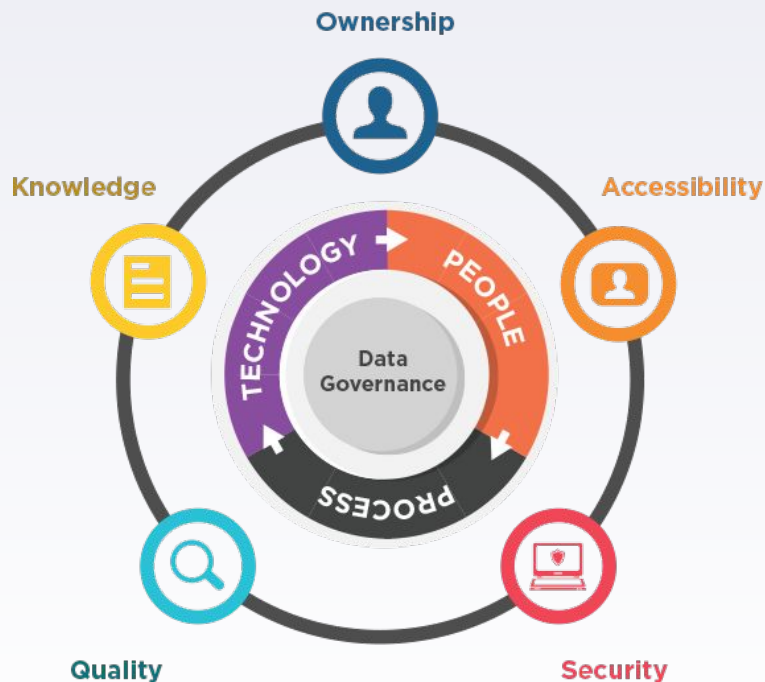 Ownership
Knowledge
Accessibility
TECHNOLOGY
PEOPLE
Data
Governance
PROCESS
Quality
Security